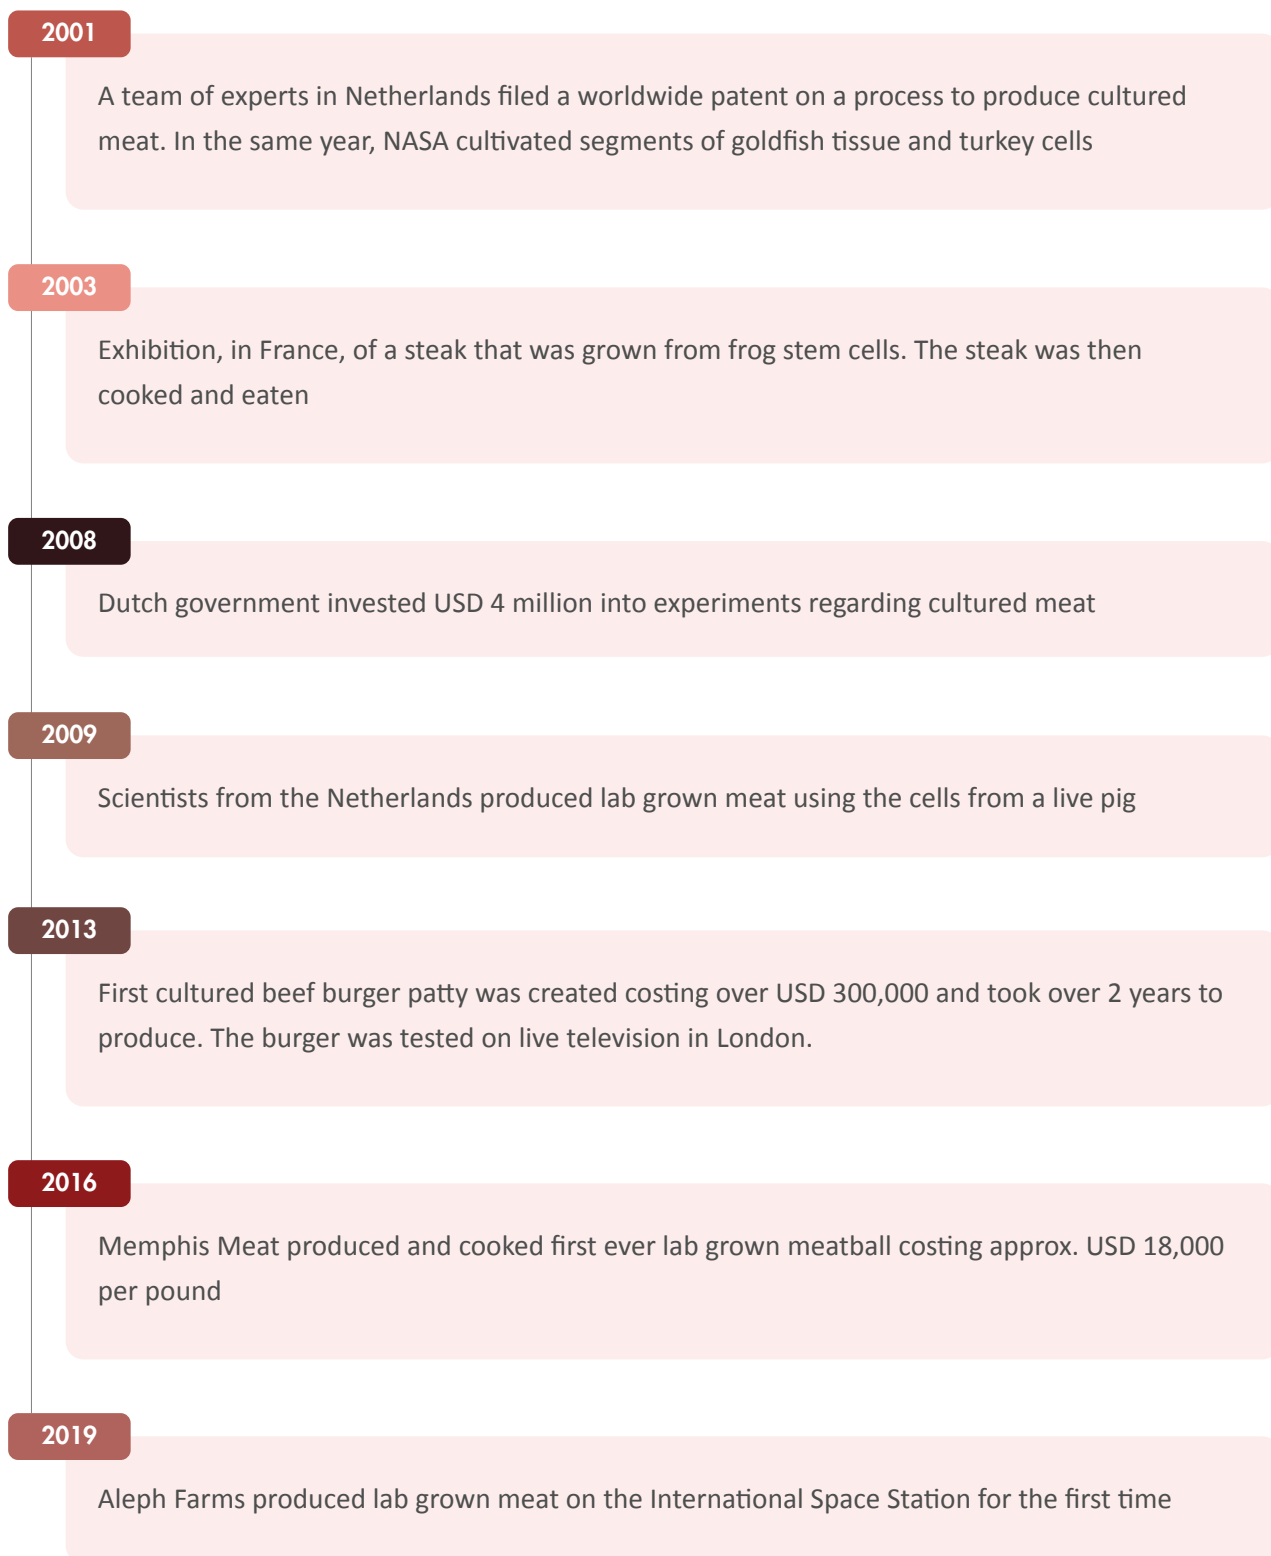 2001
A team of experts in Netherlands filed a worldwide patent on a process to produce cultured
meat. In the same year, NASA cultivated segments of goldfish tissue and turkey cells
2003
Exhibition, in France, of a steak that was grown from frog stem cells. The steak was then
cooked and eaten
2008
Dutch government invested USD 4 million into experiments regarding cultured meat
2009
Scientists from the Netherlands produced lab grown meat using the cells from a live pig
2013
First cultured beef burger patty was created costing over USD 300,000 and took over 2 years to
produce. The burger was tested on live television in London.
2016
Memphis Meat produced and cooked first ever lab grown meatball costing approx. USD 18,000
per pound
2019
Aleph Farms produced lab grown meat on the International Space Station for the first time